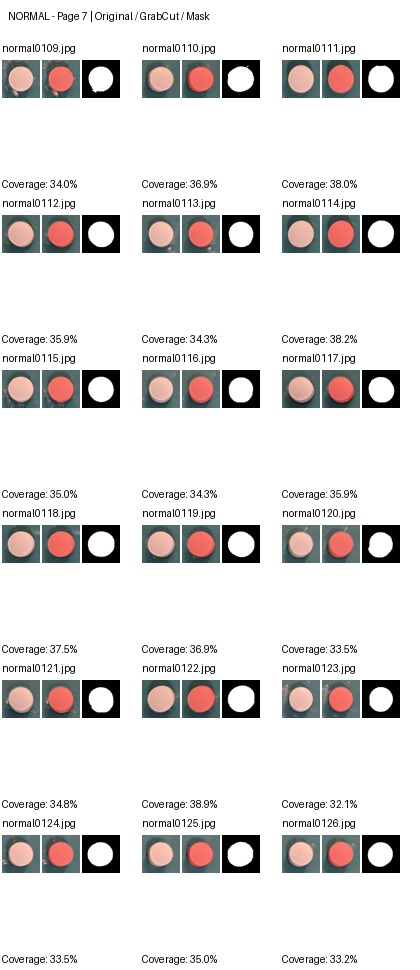 NORMAL - Page 7 | Original / GrabCut / Mask
normal0109.jpg normal0110.jpg normal0111.jpg
Coverage: 34.0% Coverage: 36.9% Coverage: 38.0%
normal0112.jpg normal0113.jpg normal0114.jpg
Coverage: 35.9% Coverage: 34.3% Coverage: 38.2%
normal0115.jpg normal0116.jpg normal0117.jpg
Coverage: 35.0% Coverage: 34.3% Coverage: 35.9%
normal0118.jpg normal0119.jpg normal0120.jpg
Coverage: 37.5% Coverage: 36.9% Coverage: 33.5%
normal0121.jpg normal0122.jpg normal0123.jpg
Coverage: 34.8% Coverage: 38.9% Coverage: 32.1%
normal0124.jpg normal0125.jpg normal0126.jpg
Coverage: 33.5% Coverage: 35.0% Coverage: 33.2%